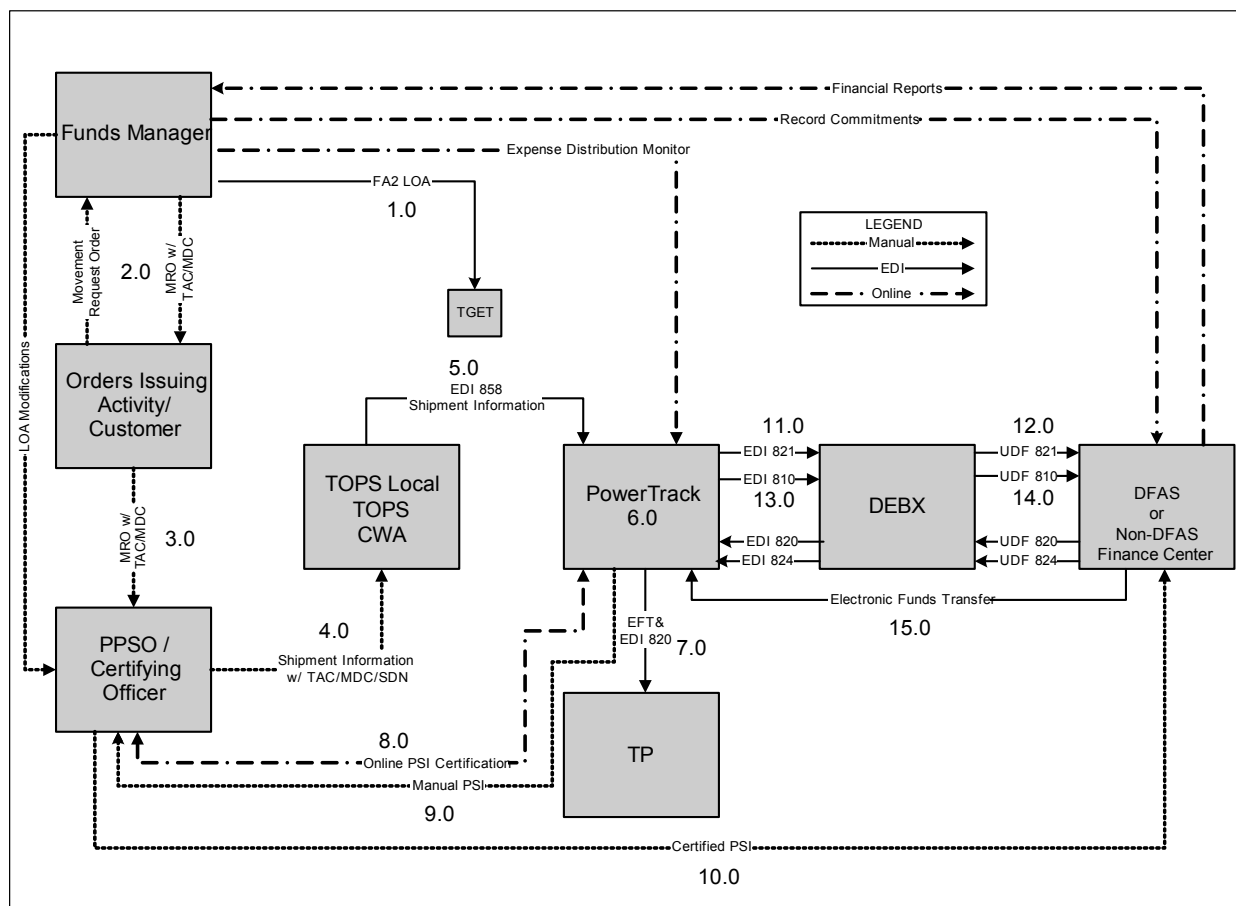 Financial Reports
Funds Manager
Record Commitments
Expense Distribution Monitor
FA2 LOA
1.0
LEGEND
Manual
EDI
Online
Movement
Request Order
2.0
MRO w/
TAC/MDC
TGET
LOA Modifications
Orders Issuing
Activity/
Customer
5.0
EDI 858
Shipment Information
3.0
MRO w/
TAC/MDC
TOPS Local
TOPS
CWA
PowerTrack
6.0
11.0
EDI 821
EDI 810
13.0
EDI 820
EDI 824
DEBX
12.0
UDF 821
UDF 810
14.0
UDF 820
UDF 824
DFAS
or
Non-DFAS
Finance Center
Electronic Funds Transfer
15.0
PPSO /
Certifying
Officer
4.0
Shipment Information
w/ TAC/MDC/SDN
EFT&
EDI 820
7.0
TP
8.0
Online PSI Certification
Manual PSI
9.0
Certified PSI
10.0